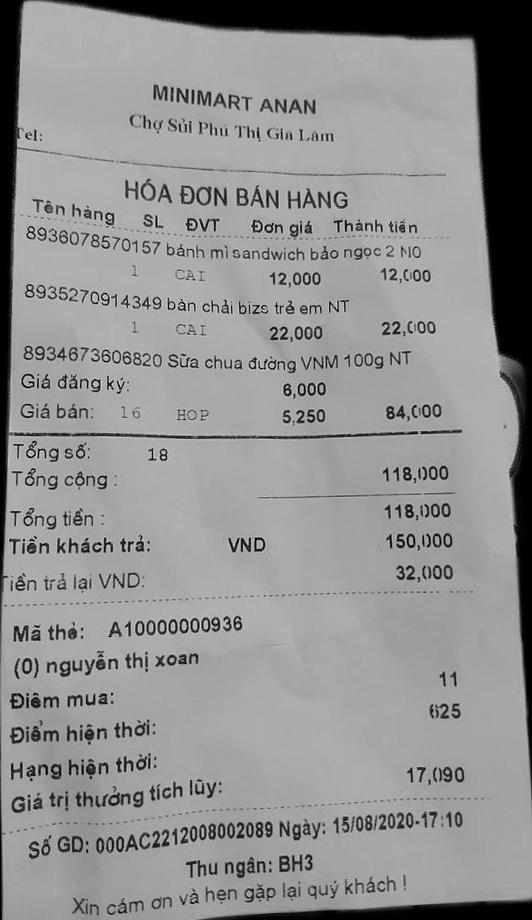 MINIMART ANAN
Chợ Sủi Phú Thị Gia Lâm
Tel:
HÓA ĐƠN BÁN HÀNG
Tên hàng SL ĐVT Đơn giá Thành tiền
8936078570157 bánh mì sandwich bảo ngọc 2 NO
1 CAI 12,000 12,000
8935270914349 bàn chải bizs trẻ em NT
1 CAI 22,000 22,000
8934673606820 Sữa chua đường VNM 100g NT
Giá đăng ký: 6,000
Giá bán: 16 HOP 5,250 84,000
Tổng số: 18
Tổng cộng : 118,000
Tổng tiền : 118,000
Tiền khách trả: VND 150,000
Tiền trả lại VND: 32,000
Mã thẻ: A10000000936
(0) nguyễn thị xoan
Điểm mua: 11
Điểm hiện thời: 625
Hạng hiện thời:
Giá trị thưởng tích lũy: 17,090
Số GD: 000AC2212008002089 Ngày: 15/08/2020-17:10
Thu ngân: BH3
Xin cám ơn và hẹn gặp lại quý khách !